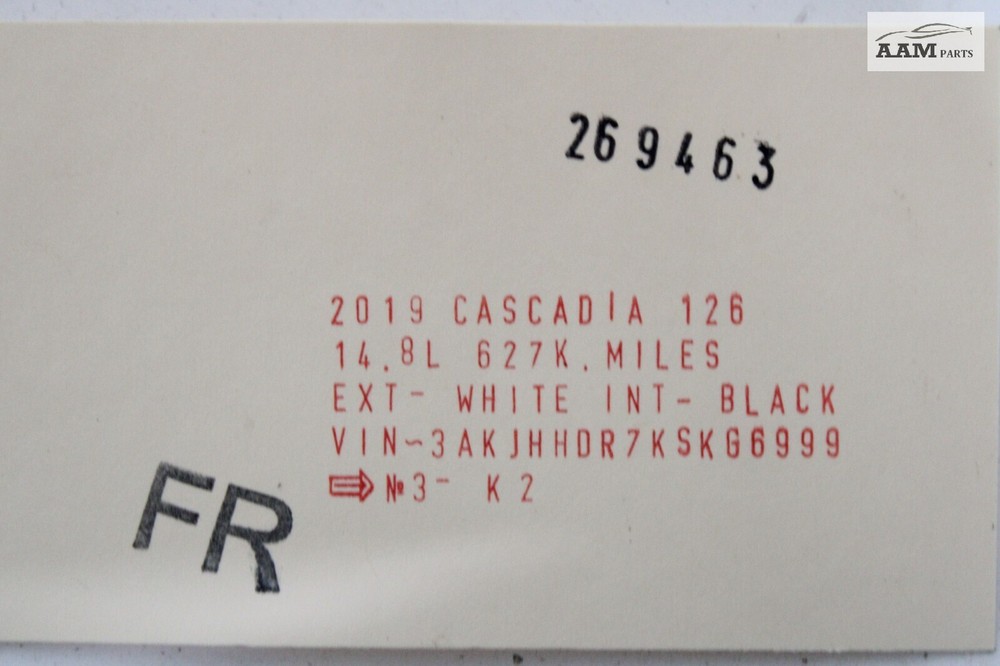 AAM PARTS
269463
2019 CASCADIA 126
14.8L 627K.MILES
EXT- WHITE INT- BLACK
VIN-3AKJHHDR7KSKG6999
⇨ №3- K2
FR